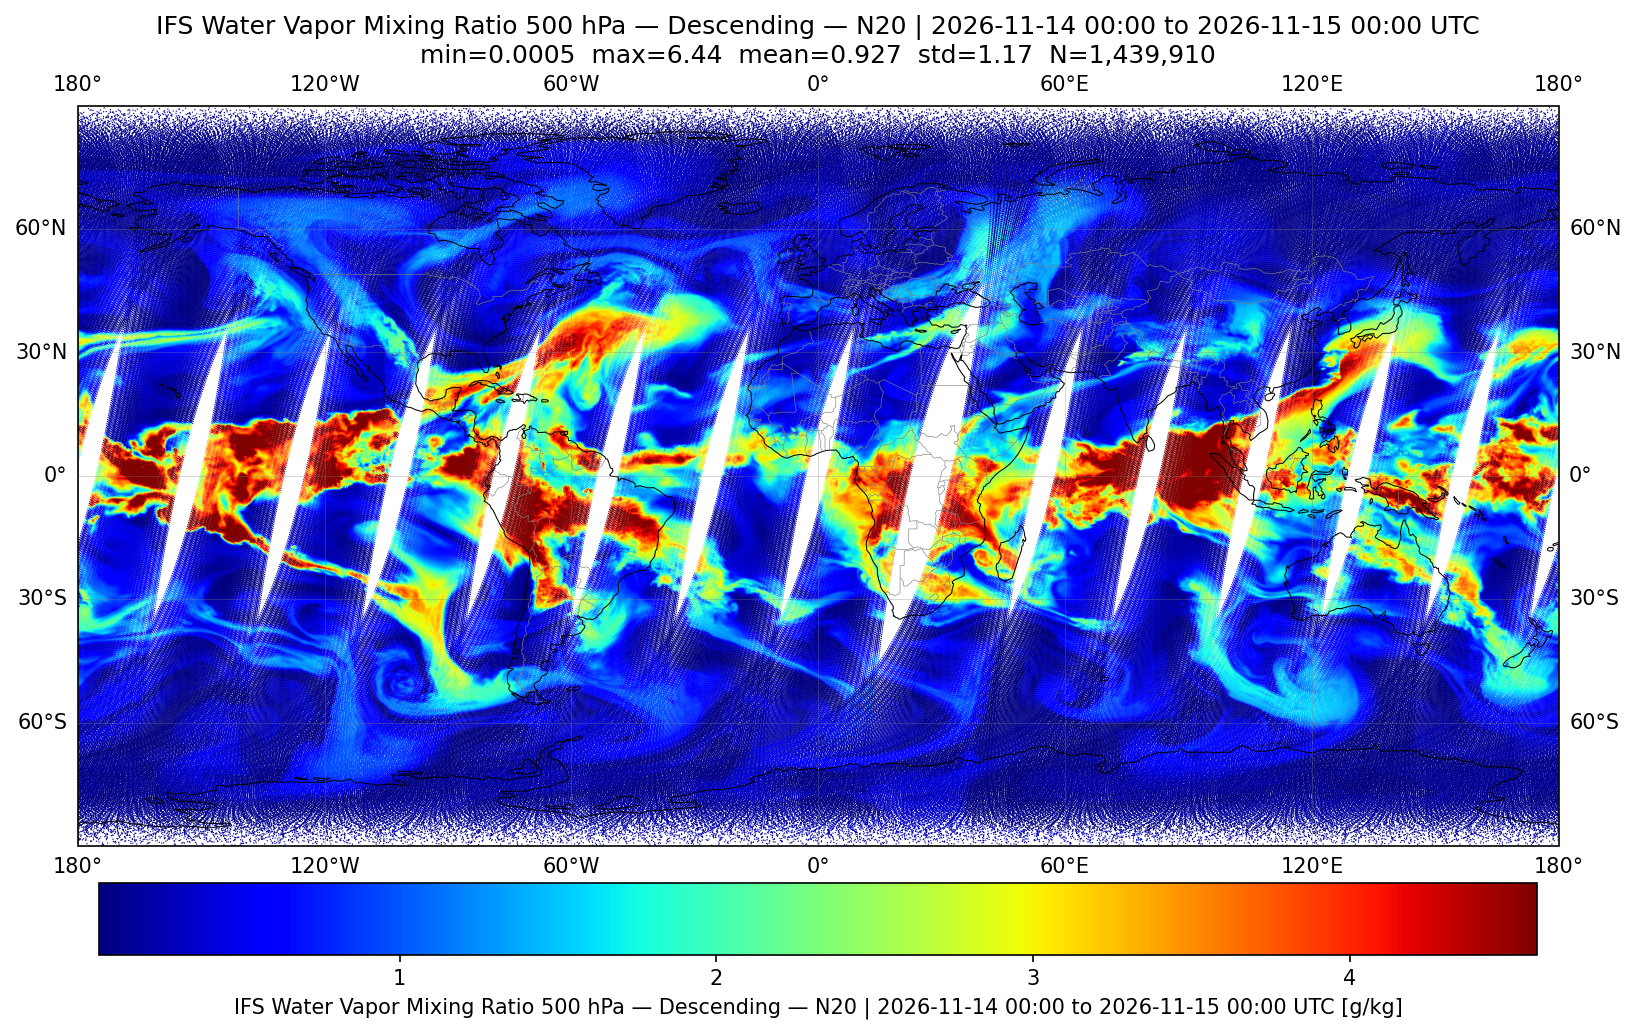 IFS Water Vapor Mixing Ratio 500 hPa — Descending — N20 | 2026-11-14 00:00 to 2026-11-15 00:00 UTC
min=0.0005 max=6.44 mean=0.927 std=1.17 N=1,439,910
180° 120°W 60°W 0° 60°E 120°E 180°
60°N 60°N
30°N 30°N
0° 0°
30°S 30°S
60°S 60°S
180° 120°W 60°W 0° 60°E 120°E 180°
1 2 3 4
IFS Water Vapor Mixing Ratio 500 hPa — Descending — N20 | 2026-11-14 00:00 to 2026-11-15 00:00 UTC [g/kg]